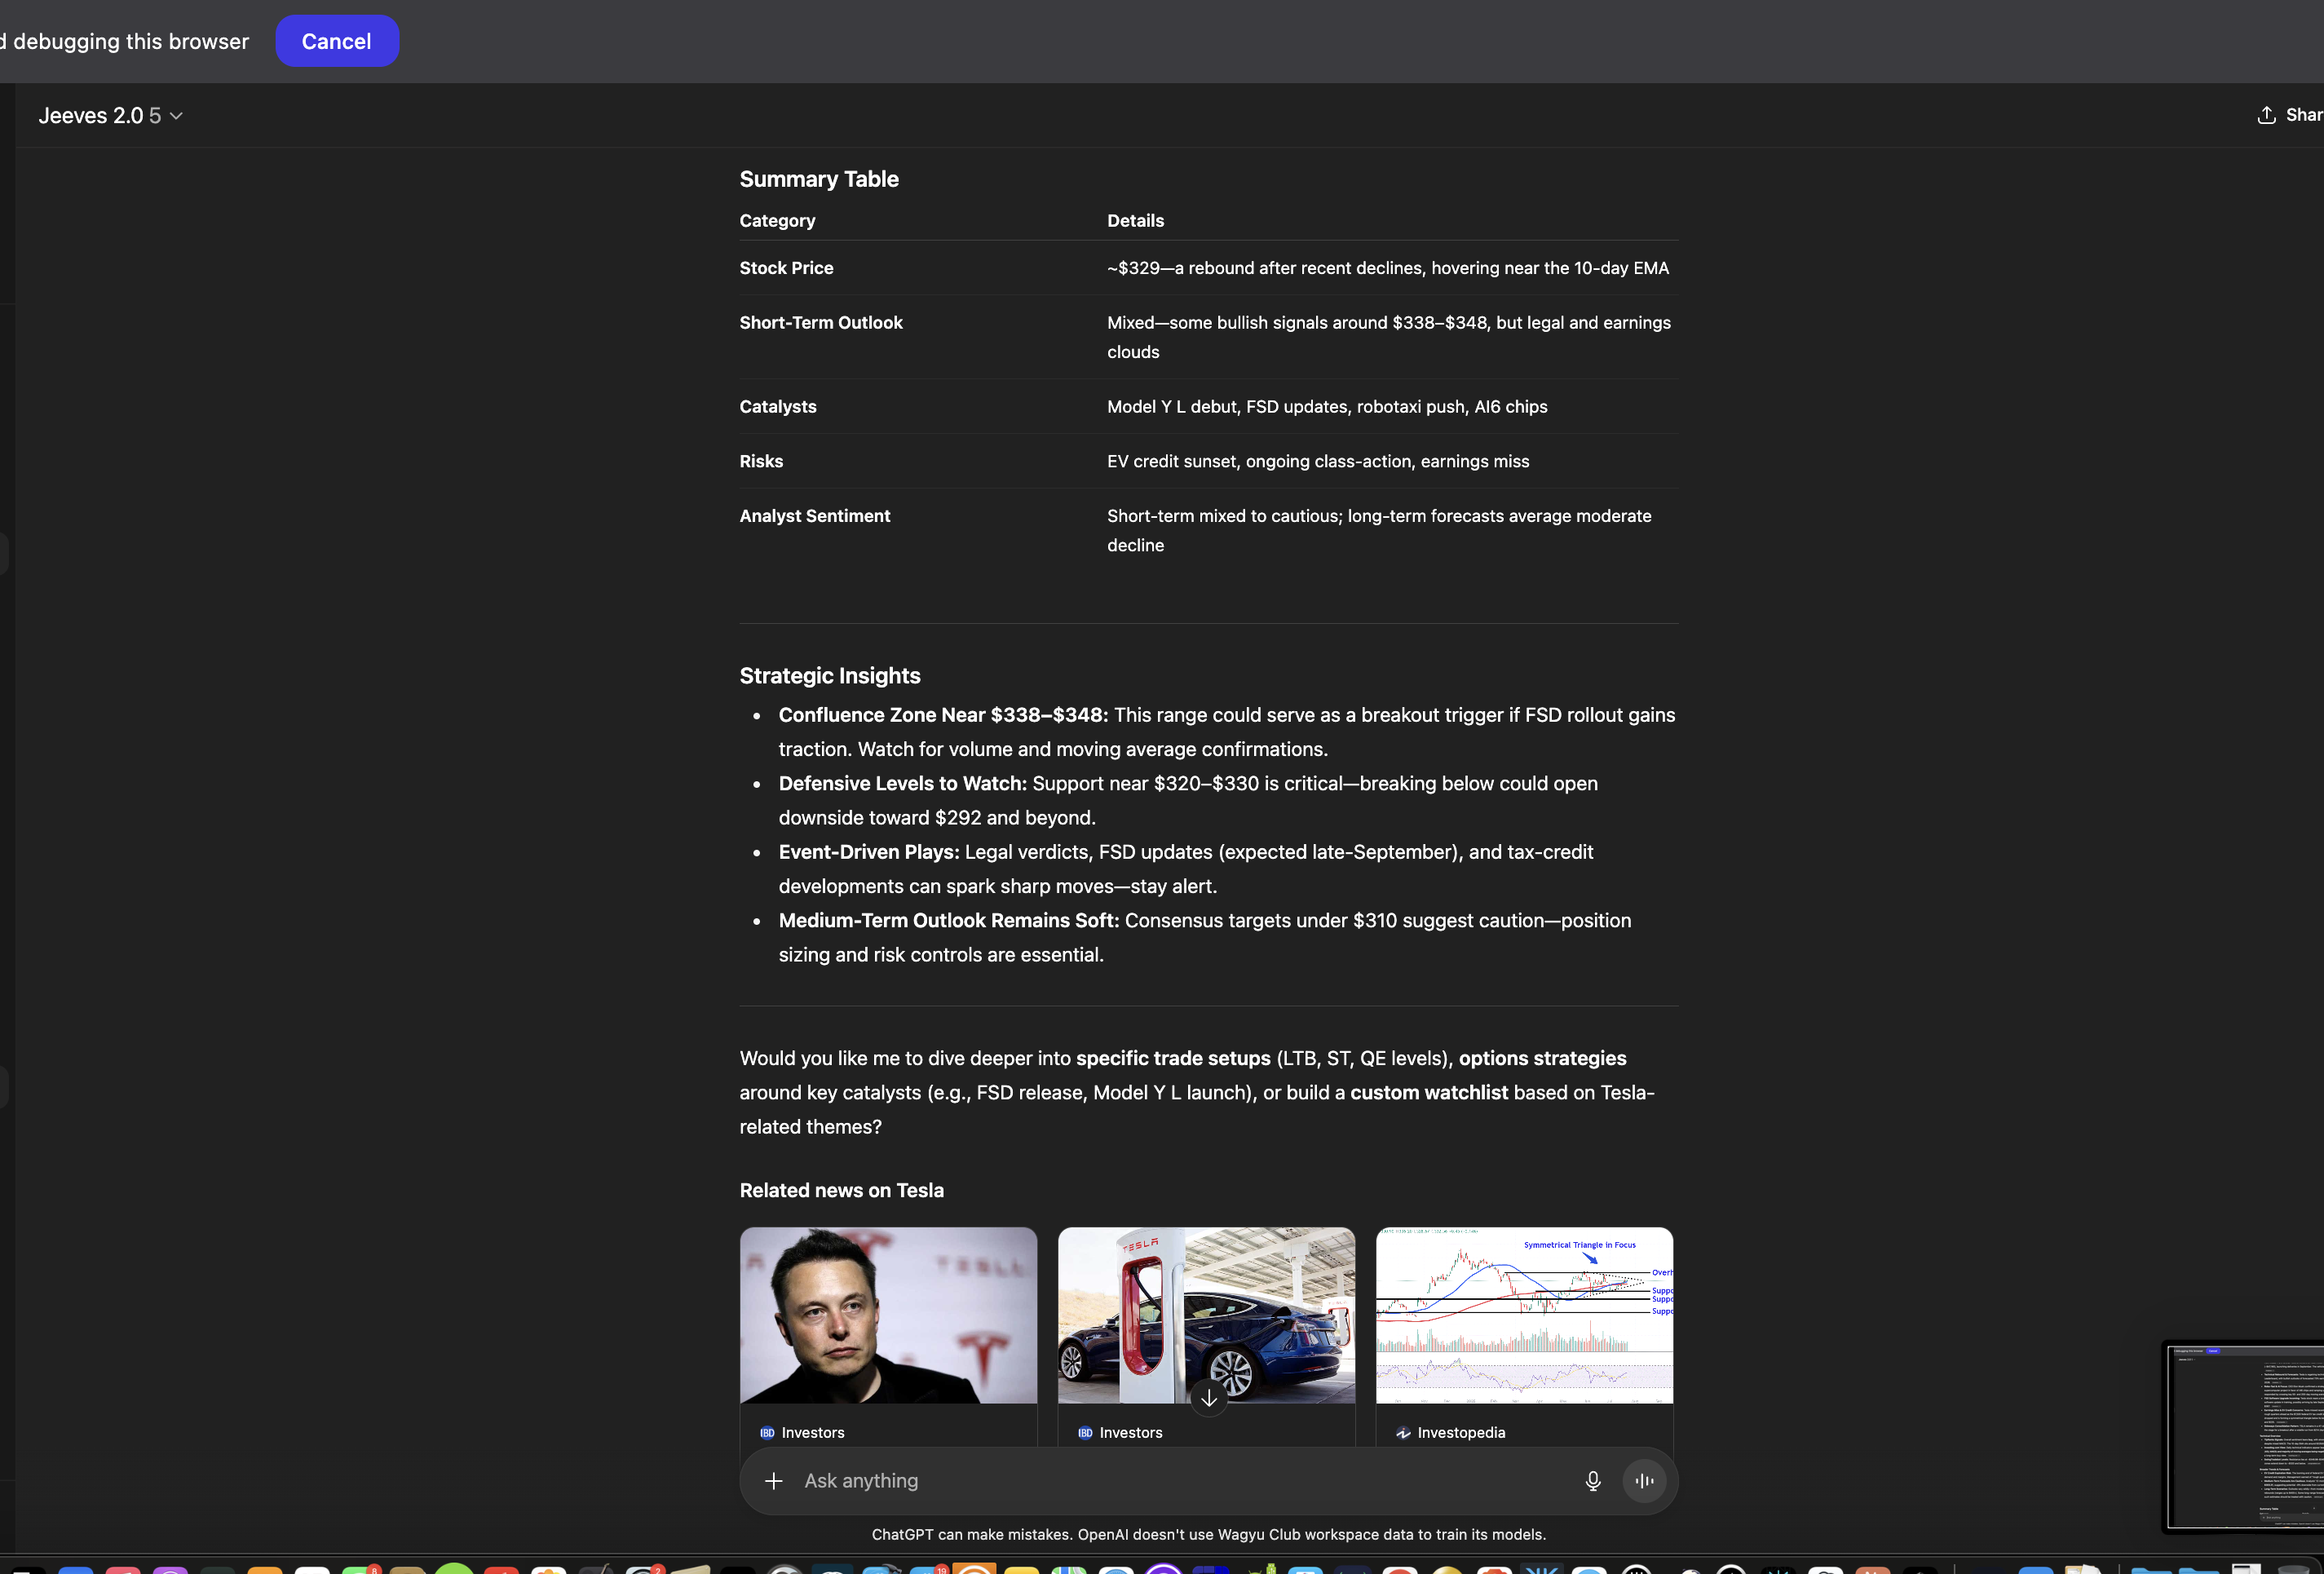 d debugging this browser
Cancel
Jeeves 2.0 5
Shar
Summary Table
Category Details
Stock Price ~$329—a rebound after recent declines, hovering near the 10-day EMA
Short-Term Outlook Mixed—some bullish signals around $338–$348, but legal and earnings
clouds
Catalysts Model Y L debut, FSD updates, robotaxi push, AI6 chips
Risks EV credit sunset, ongoing class-action, earnings miss
Analyst Sentiment Short-term mixed to cautious; long-term forecasts average moderate
decline
Strategic Insights
• Confluence Zone Near $338–$348: This range could serve as a breakout trigger if FSD rollout gains
traction. Watch for volume and moving average confirmations.
• Defensive Levels to Watch: Support near $320–$330 is critical—breaking below could open
downside toward $292 and beyond.
• Event-Driven Plays: Legal verdicts, FSD updates (expected late-September), and tax-credit
developments can spark sharp moves—stay alert.
• Medium-Term Outlook Remains Soft: Consensus targets under $310 suggest caution—position
sizing and risk controls are essential.
Would you like me to dive deeper into specific trade setups (LTB, ST, QE levels), options strategies
around key catalysts (e.g., FSD release, Model Y L launch), or build a custom watchlist based on Tesla-
related themes?
Related news on Tesla
TESLA
Symmetrical Triangle in Focus
Overh
Suppo
Suppo
Suppo
IBD Investors
IBD Investors
Investopedia
Ask anything
ChatGPT can make mistakes. OpenAI doesn't use Wagyu Club workspace data to train its models.
8
2
19